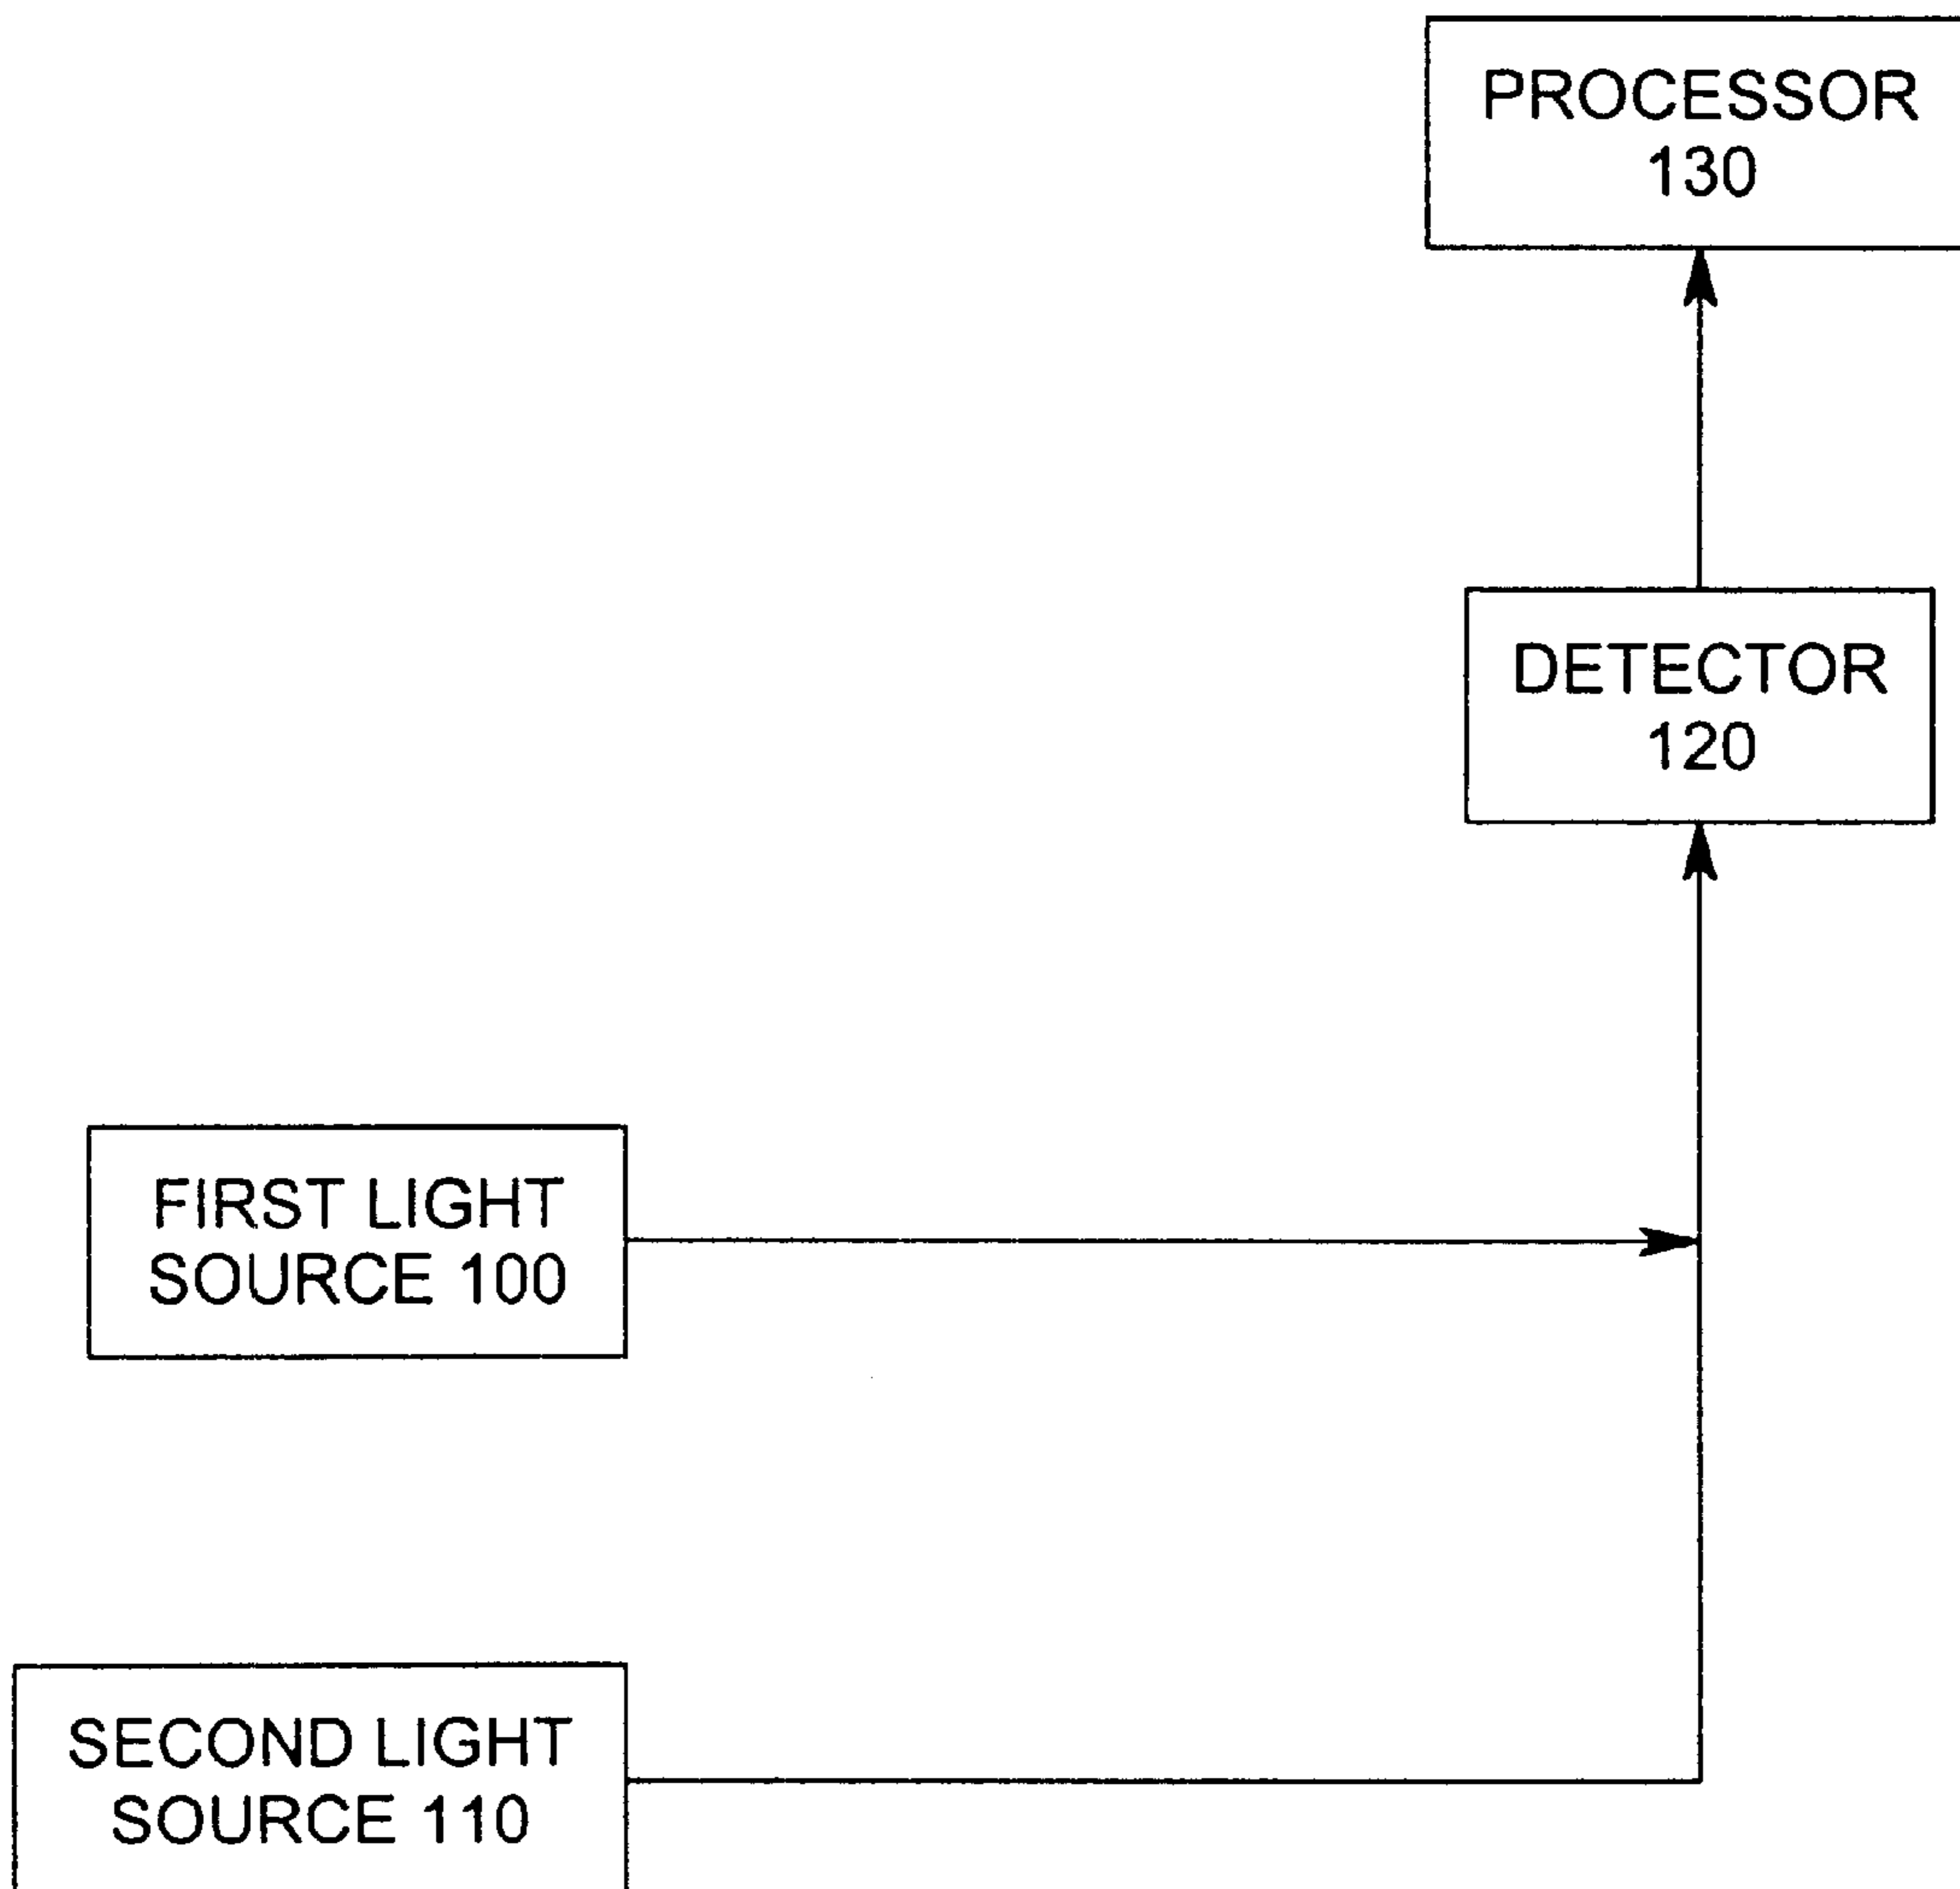 PROCESSOR
130
DETECTOR
120
FIRST LIGHT
SOURCE 100
SECOND LIGHT
SOURCE 110